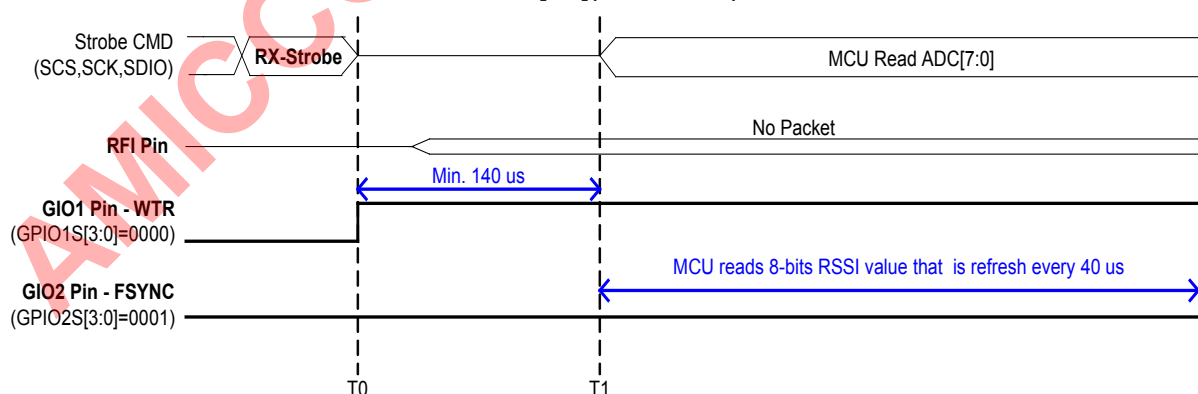 Strobe CMD
(SCS,SCK,SDIO)
RX-Strobe
MCU Read ADC[7:0]
RFI Pin
No Packet
Min. 140 us
GIO1 Pin - WTR
(GPIO1S[3:0]=0000)
MCU reads 8-bits RSSI value that is refresh every 40 us
GIO2 Pin - FSYNC
(GPIO2S[3:0]=0001)
T0
T1